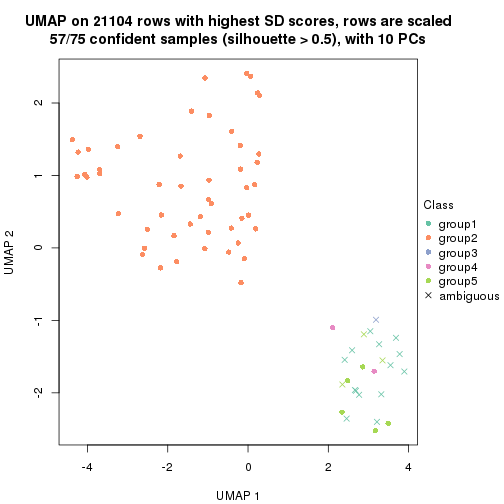 UMAP on 21104 rows with highest SD scores, rows are scaled
57/75 confident samples (silhouette > 0.5), with 10 PCs
2
1
0
-1
-2
UMAP 2
-4
-2
0
2
4
UMAP 1
Class
group1
group2
group3
group4
group5
ambiguous